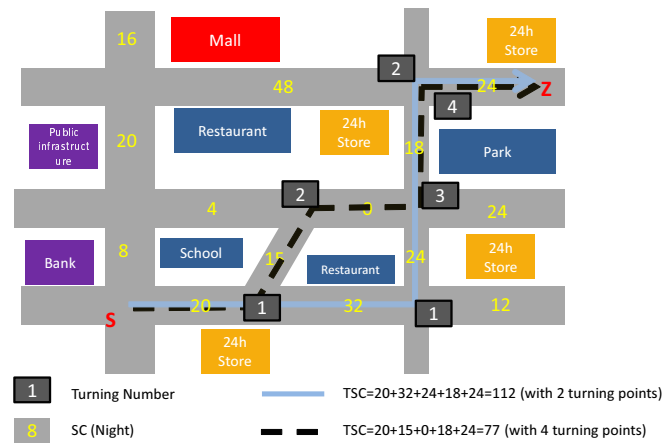 16
Mall
24h
Store
2
48
24
Z
4
Public
infrastruct
ure
20
Restaurant
24h
Store
18
Park
2
3
4
0
24
Bank
8
School
15
Restaurant
24
24h
Store
S
20
1
32
1
12
24h
Store
1
Turning Number
TSC=20+32+24+18+24=112 (with 2 turning points)
8
SC (Night)
TSC=20+15+0+18+24=77 (with 4 turning points)